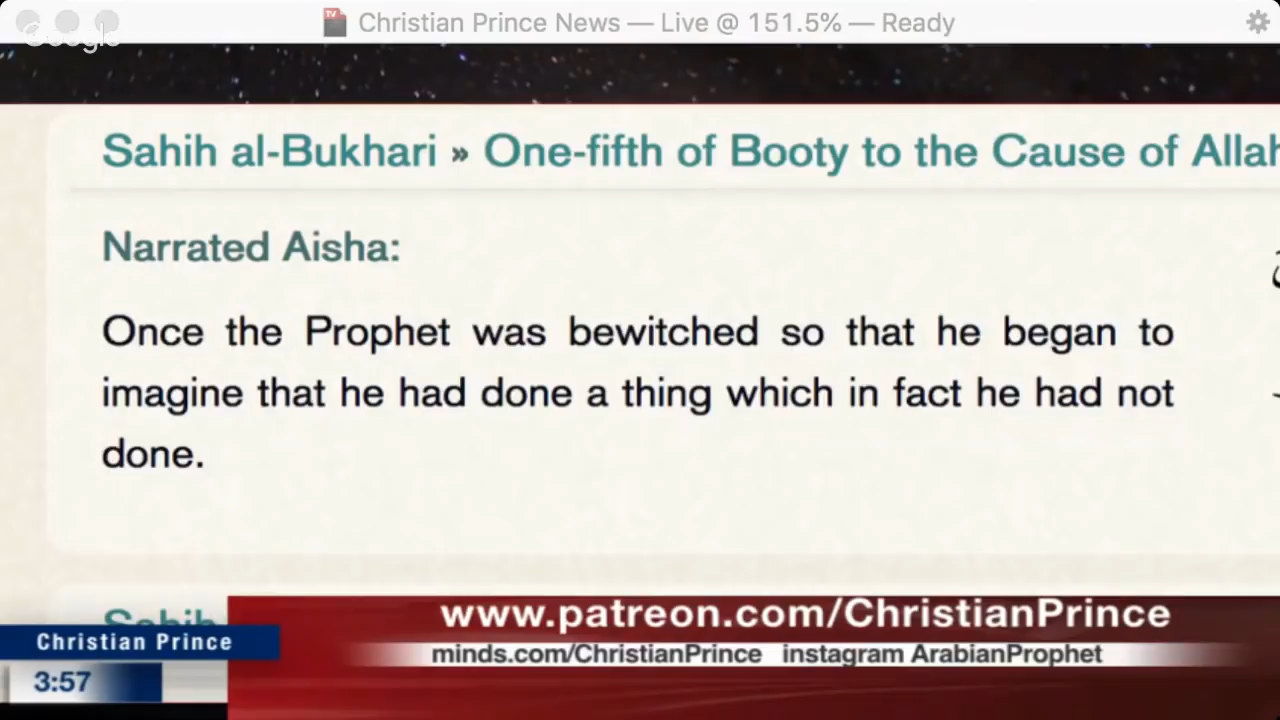 Christian Prince News — Live @ 151.5% — Ready
Google
Sahih al-Bukhari » One-fifth of Booty to the Cause of Allah
Narrated Aisha:
Once the Prophet was bewitched so that he began to
imagine that he had done a thing which in fact he had not
done.
Sahih
www.patreon.com/ChristianPrince
Christian Prince
minds.com/ChristianPrince instagram ArabianProphet
3:57